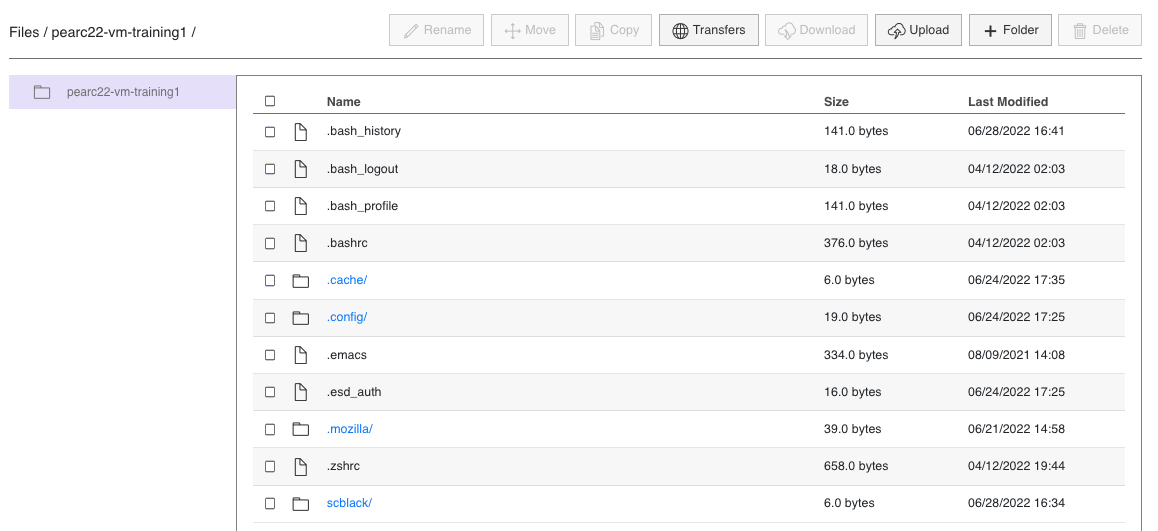 Files / pearc22-vm-training1 /
Rename Move Copy Transfers Download Upload Folder Delete
pearc22-vm-training1
Name Size Last Modified
.bash_history 141.0 bytes 06/28/2022 16:41
.bash_logout 18.0 bytes 04/12/2022 02:03
.bash_profile 141.0 bytes 04/12/2022 02:03
.bashrc 376.0 bytes 04/12/2022 02:03
.cache/ 6.0 bytes 06/24/2022 17:35
.config/ 19.0 bytes 06/24/2022 17:25
.emacs 334.0 bytes 08/09/2021 14:08
.esd_auth 16.0 bytes 06/24/2022 17:25
.mozilla/ 39.0 bytes 06/21/2022 14:58
.zshrc 658.0 bytes 04/12/2022 19:44
scblack/ 6.0 bytes 06/28/2022 16:34